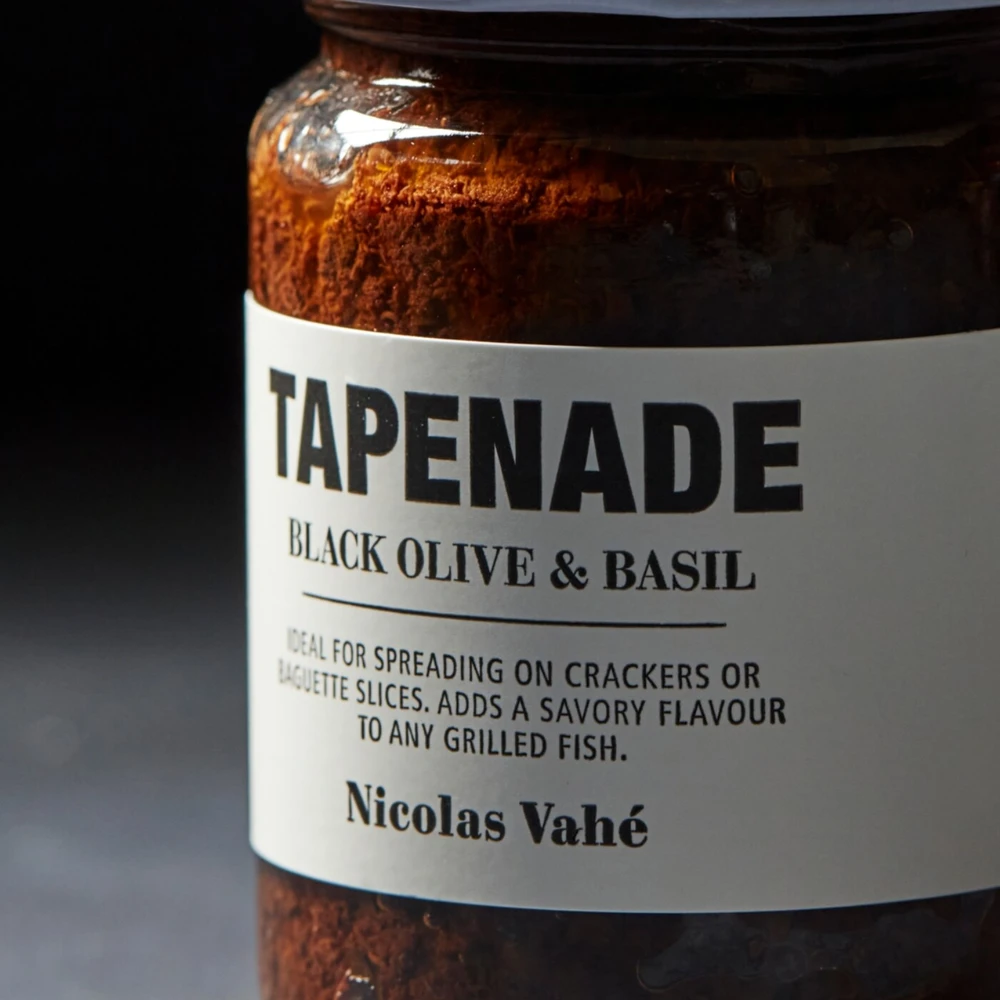 TAPENADE
BLACK OLIVE & BASIL
IDEAL FOR SPREADING ON CRACKERS OR
BAGUETTE SLICES. ADDS A SAVORY FLAVOUR
TO ANY GRILLED FISH.
Nicolas Vahé